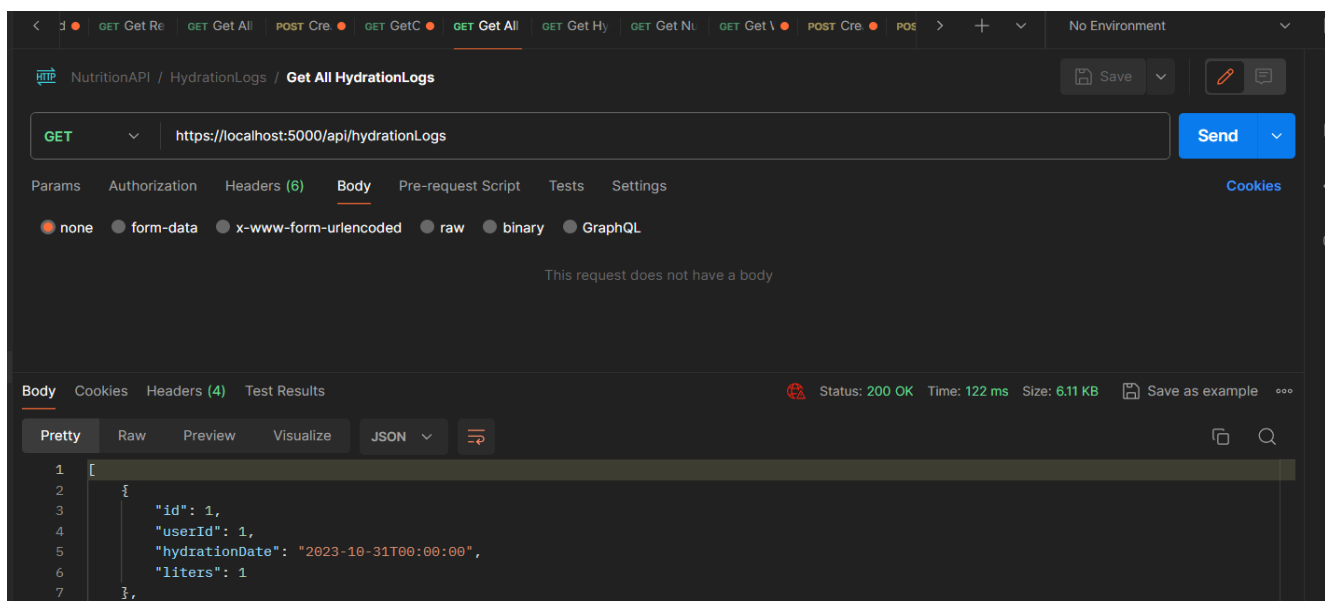 d GET Get Re GET Get All POST Cre. GET GetC GET Get All GET Get Hy GET Get Nu GET Get POST Cre. POS No Environment
HTTP NutritionAPI / HydrationLogs / Get All HydrationLogs Save
GET https://localhost:5000/api/hydrationLogs Send
Params Authorization Headers (6) Body Pre-request Script Tests Settings Cookies
none form-data x-www-form-urlencoded raw binary GraphQL
This request does not have a body
Body Cookies Headers (4) Test Results Status: 200 OK Time: 122 ms Size: 6.11 KB Save as example
Pretty Raw Preview Visualize JSON
1 [
2 {
3 "id": 1,
4 "userId": 1,
5 "hydrationDate": "2023-10-31T00:00:00",
6 "liters": 1
7 },